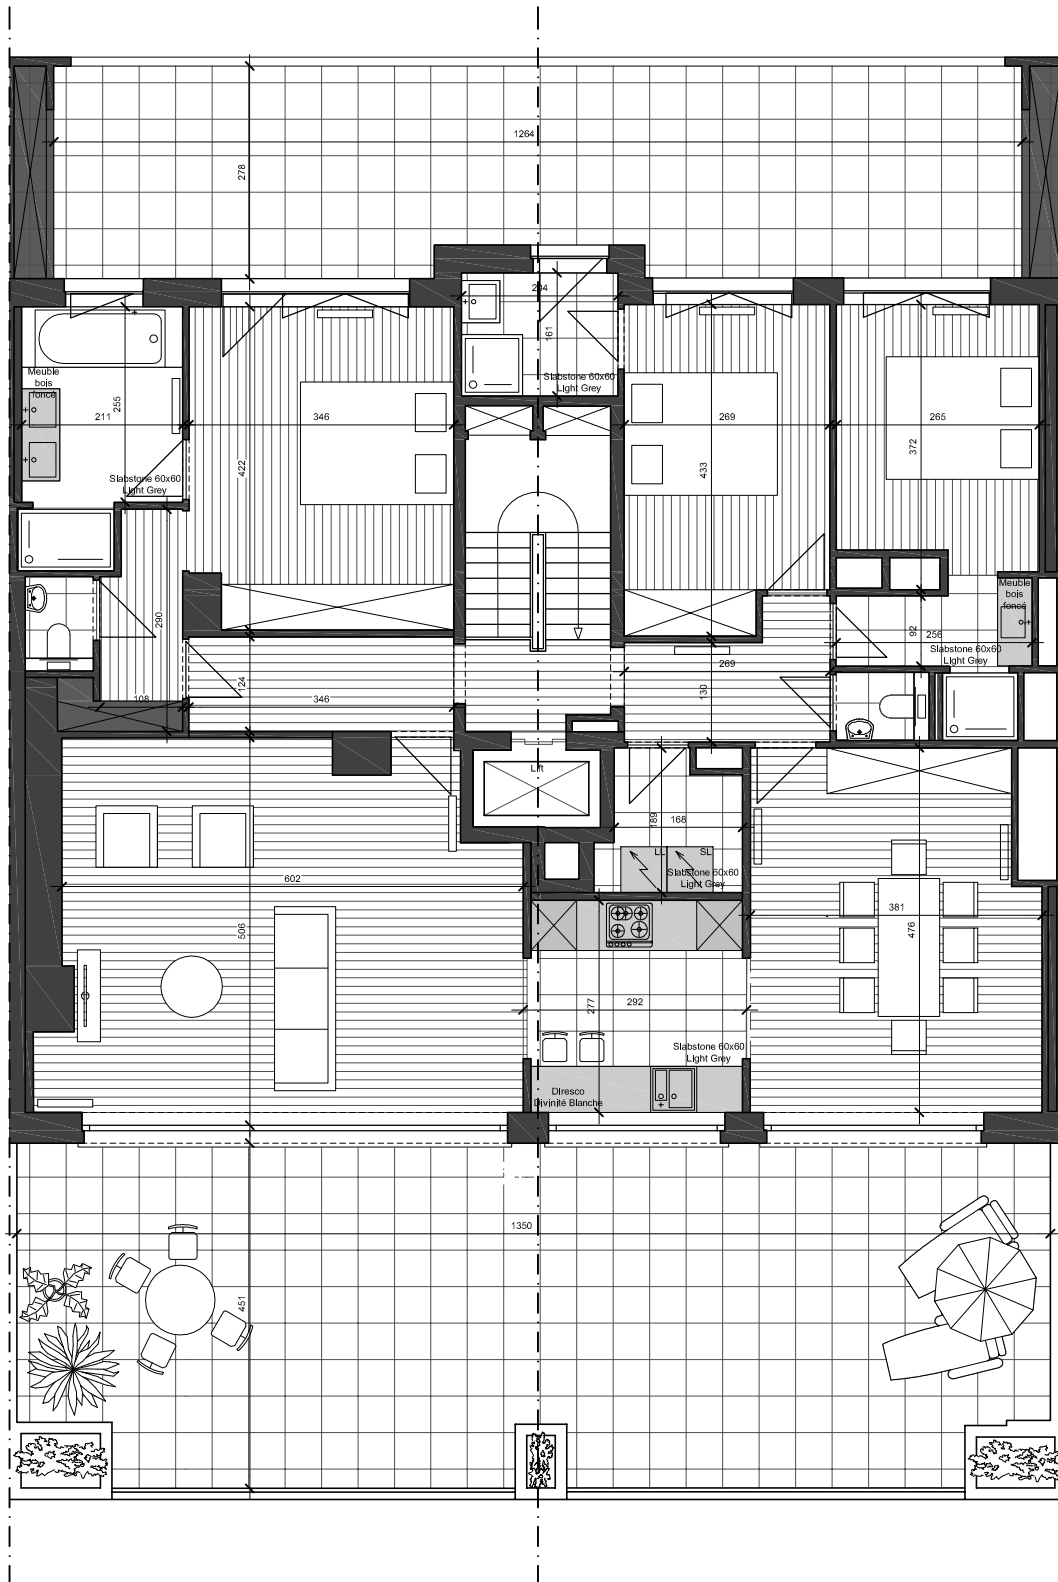 1264
278
204
161
Meuble
bois
foncé
211
255
Slabstone 60x60
Light Grey
346
422
Slabstone 60x60
Light Grey
269
433
265
372
290
108
124
346
269
130
92
256
Meuble
bois
foncé
Slabstone 60x60
Light Grey
Lift
189
168
LL
SL
Slabstone 60x60
Light Grey
602
506
381
476
292
277
Slabstone 60x60
Light Grey
Diresco
Divinité Blanche
1350
451